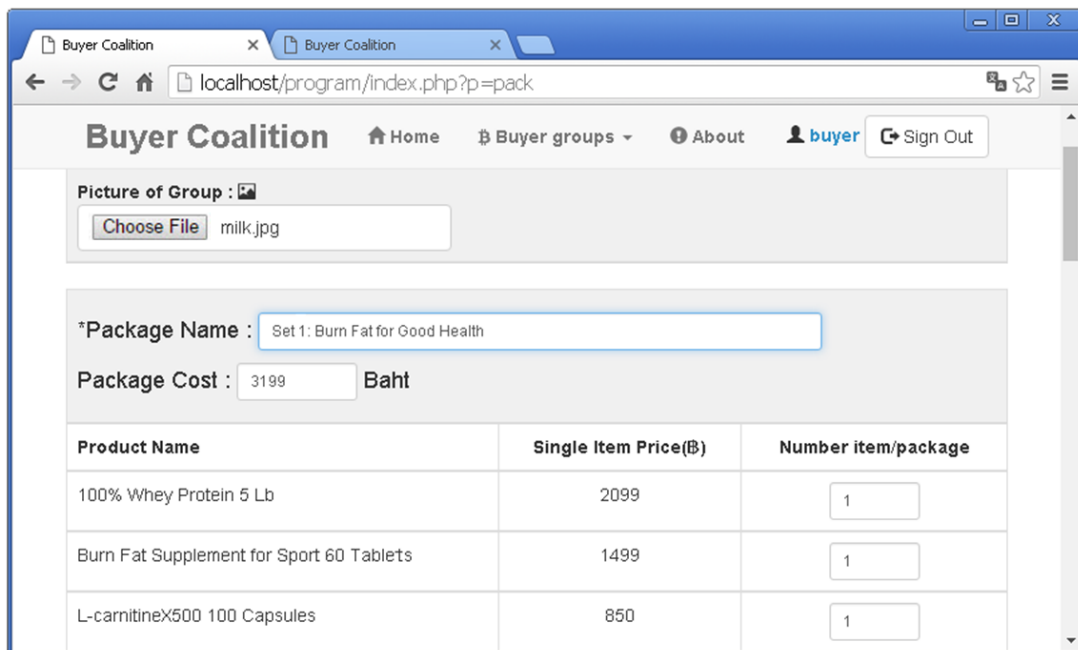 Buyer Coalition Buyer Coalition
localhost/program/index.php?p=pack
Buyer Coalition Home Buyer groups About buyer Sign Out
Picture of Group :
Choose File milk.jpg
*Package Name : Set 1: Burn Fat for Good Health
Package Cost : 3199 Baht
Product Name Single Item Price(฿) Number item/package
100% Whey Protein 5 Lb 2099 1
Burn Fat Supplement for Sport 60 Tablets 1499 1
L-carnitineX500 100 Capsules 850 1